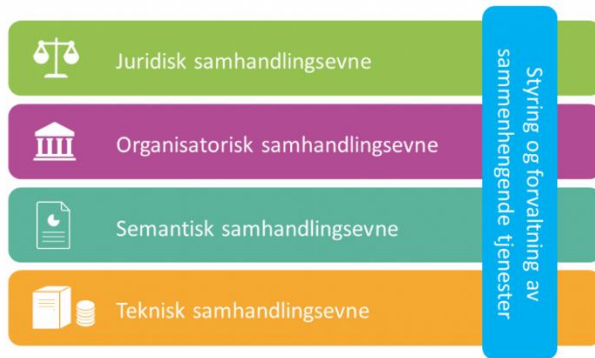 Juridisk samhandlingsevne
Organisatorisk samhandlingsevne
Semantisk samhandlingsevne
Teknisk samhandlingsevne
Styring og forvaltning av
sammenhengende tjenester